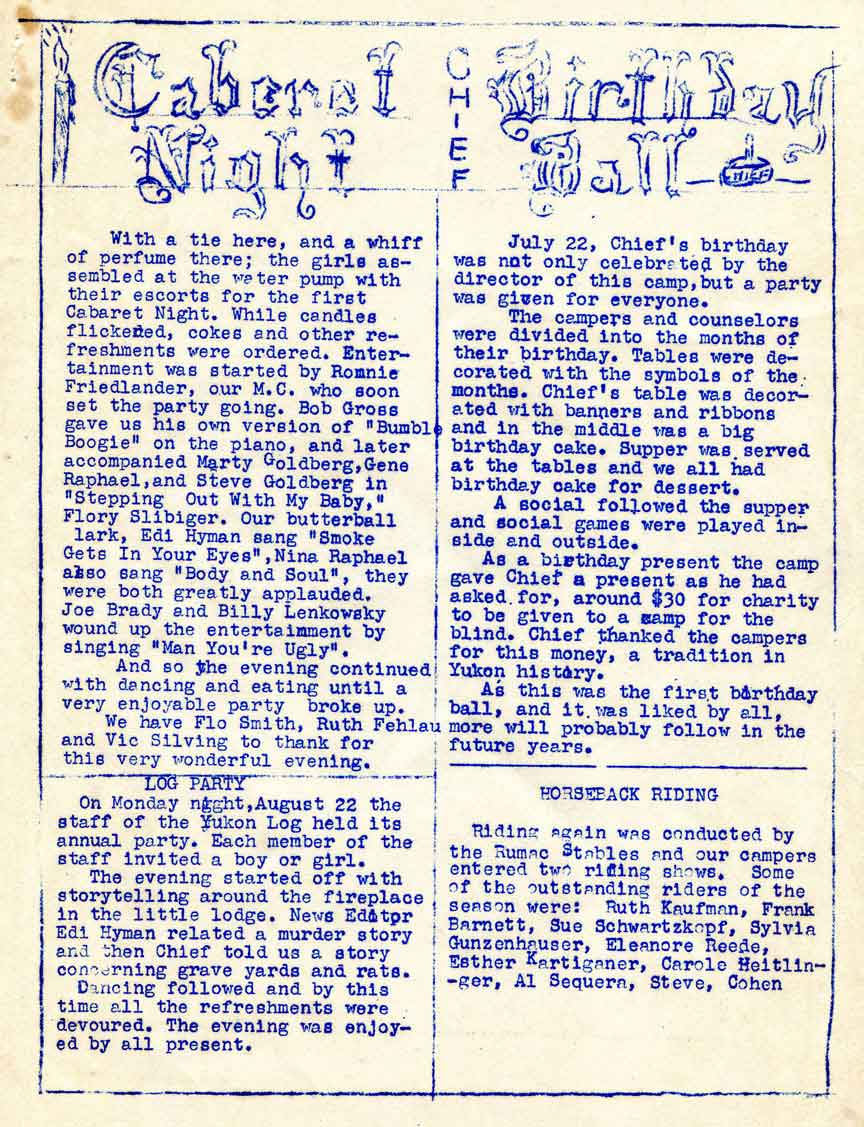 Cabaret
Night
With a tie here, and a whiff
of perfume there; the girls as-
sembled at the water pump with
their escorts for the first
Cabaret Night. While candles
flickered, cokes and other re-
freshments were ordered. Enter-
tainment was started by Ronnie
Friedlander, our M.C. who soon
set the party going. Bob Gross
gave us his own version of "Bumble
Boogie" on the piano, and later
accompanied Marty Goldberg,Gene
Raphael,and Steve Goldberg in
"Stepping Out With My Baby,"
Flory Slibiger. Our butterball
lark, Edi Hyman sang "Smoke
Gets In Your Eyes",Nina Raphael
also sang "Body and Soul", they
were both greatly applauded.
Joe Brady and Billy Lenkowsky
wound up the entertainment by
singing "Man You're Ugly".
And so the evening continued
with dancing and eating until a
very enjoyable party broke up.
We have Flo Smith, Ruth Fehlau
and Vic Silving to thank for
this very wonderful evening.
LOG PARTY
On Monday night,August 22 the
staff of the Yukon Log held its
annual party. Each member of the
staff invited a boy or girl.
The evening started off with
storytelling around the fireplace
in the little lodge. News Editor
Edi Hyman related a murder story
and then Chief told us a story
concerning grave yards and rats.
Dancing followed and by this
time all the refreshments were
devoured. The evening was enjoy-
ed by all present.
CHIEF
Birthday
Ball
CHIEF
July 22, Chief's birthday
was not only celebrated by the
director of this camp,but a party
was given for everyone.
The campers and counselors
were divided into the months of
their birthday. Tables were de-
corated with the symbols of the
months. Chief's table was decor-
ated with banners and ribbons
and in the middle was a big
birthday cake. Supper was served
at the tables and we all had
birthday cake for dessert.
A social followed the supper
and social games were played in-
side and outside.
As a birthday present the camp
gave Chief a present as he had
asked for, around $30 for charity
to be given to a camp for the
blind. Chief thanked the campers
for this money, a tradition in
Yukon history.
As this was the first birthday
ball, and it was liked by all,
more will probably follow in the
future years.
HORSEBACK RIDING
Riding again was conducted by
the Rumac Stables and our campers
entered two riding shows. Some
of the outstanding riders of the
season were: Ruth Kaufman, Frank
Barnett, Sue Schwartzkopf, Sylvia
Gunzenhauser, Eleanore Reede,
Esther Kartiganer, Carole Heitlin-
-ger, Al Sequera, Steve, Cohen